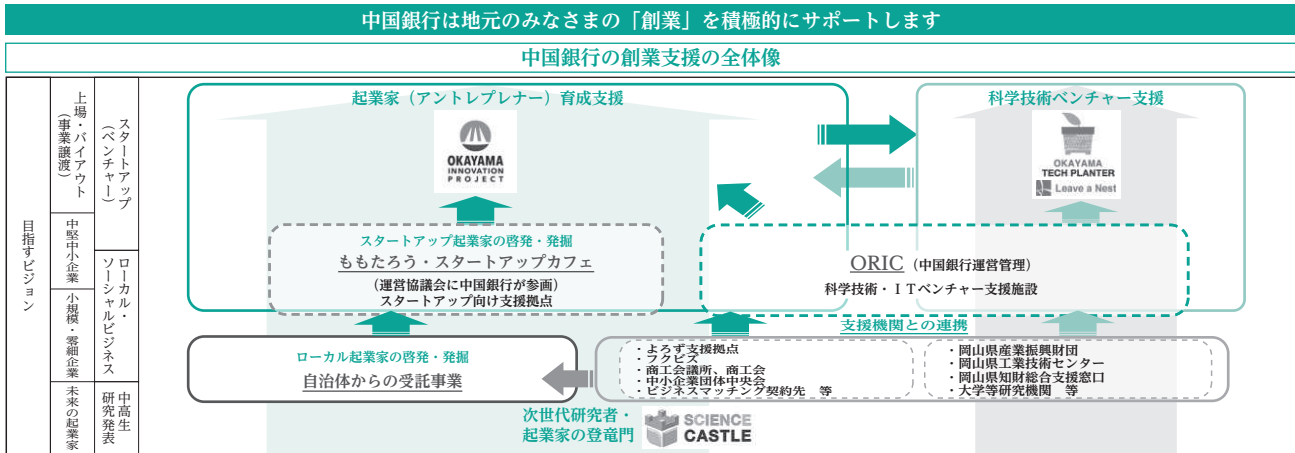 中国銀行は地元のみなさまの「創業」を積極的にサポートします
中国銀行の創業支援の全体像
目指すビジョン
上場・バイアウト
（事業譲渡）
中堅中小企業
小規模・零細企業
未来の起業家
スタートアップ
（ベンチャー）
ローカル・
ソーシャルビジネス
中高生
研究発表
起業家（アントレプレナー）育成支援
OKAYAMA
INNOVATION
PROJECT
科学技術ベンチャー支援
OKAYAMA
TECH PLANTER
Leave a Nest
スタートアップ起業家の啓発・発掘
ももたろう・スタートアップカフェ
（運営協議会に中国銀行が参画）
スタートアップ向け支援拠点
ORIC（中国銀行運営管理）
科学技術・ＩＴベンチャー支援施設
支援機関との連携
ローカル起業家の啓発・発掘
自治体からの受託事業
・よろず支援拠点
・フクビズ
・商工会議所、商工会
・中小企業団体中央会
・ビジネスマッチング契約先　等
・岡山県産業振興財団
・岡山県工業技術センター
・岡山県知財総合支援窓口
・大学等研究機関　等
次世代研究者・
起業家の登竜門
SCIENCE
CASTLE